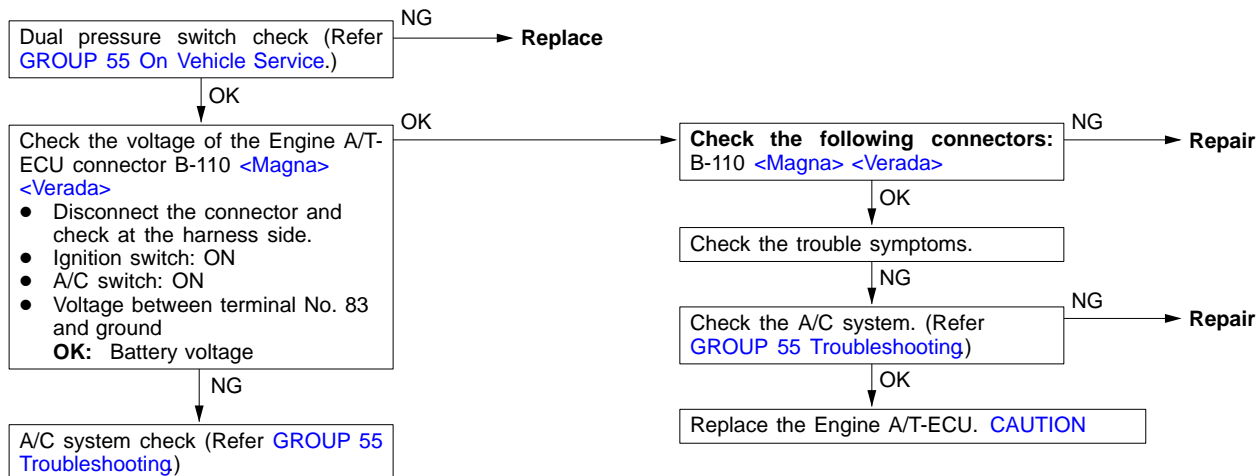 Dual pressure switch check (Refer
GROUP 55 On Vehicle Service.)
NG
Replace
OK
Check the voltage of the Engine A/T-
ECU connector B-110 <Magna>
<Verada>
● Disconnect the connector and
check at the harness side.
● Ignition switch: ON
● A/C switch: ON
● Voltage between terminal No. 83
and ground
OK: Battery voltage
NG
A/C system check (Refer GROUP 55
Troubleshooting.)
OK
Check the following connectors:
B-110 <Magna> <Verada>
NG
Repair
OK
Check the trouble symptoms.
NG
Check the A/C system. (Refer
GROUP 55 Troubleshooting.)
NG
Repair
OK
Replace the Engine A/T-ECU. CAUTION